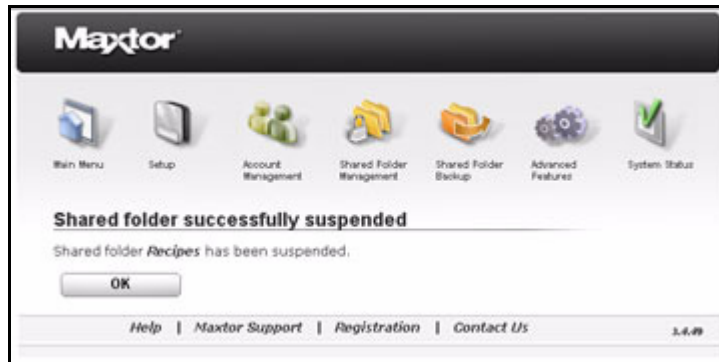 Maxtor
Main Menu
Setup
Account Management
Shared Folder Management
Shared Folder Backup
Advanced Features
System Status
Shared folder successfully suspended
Shared folder Recipes has been suspended.
OK
Help | Maxtor Support | Registration | Contact Us